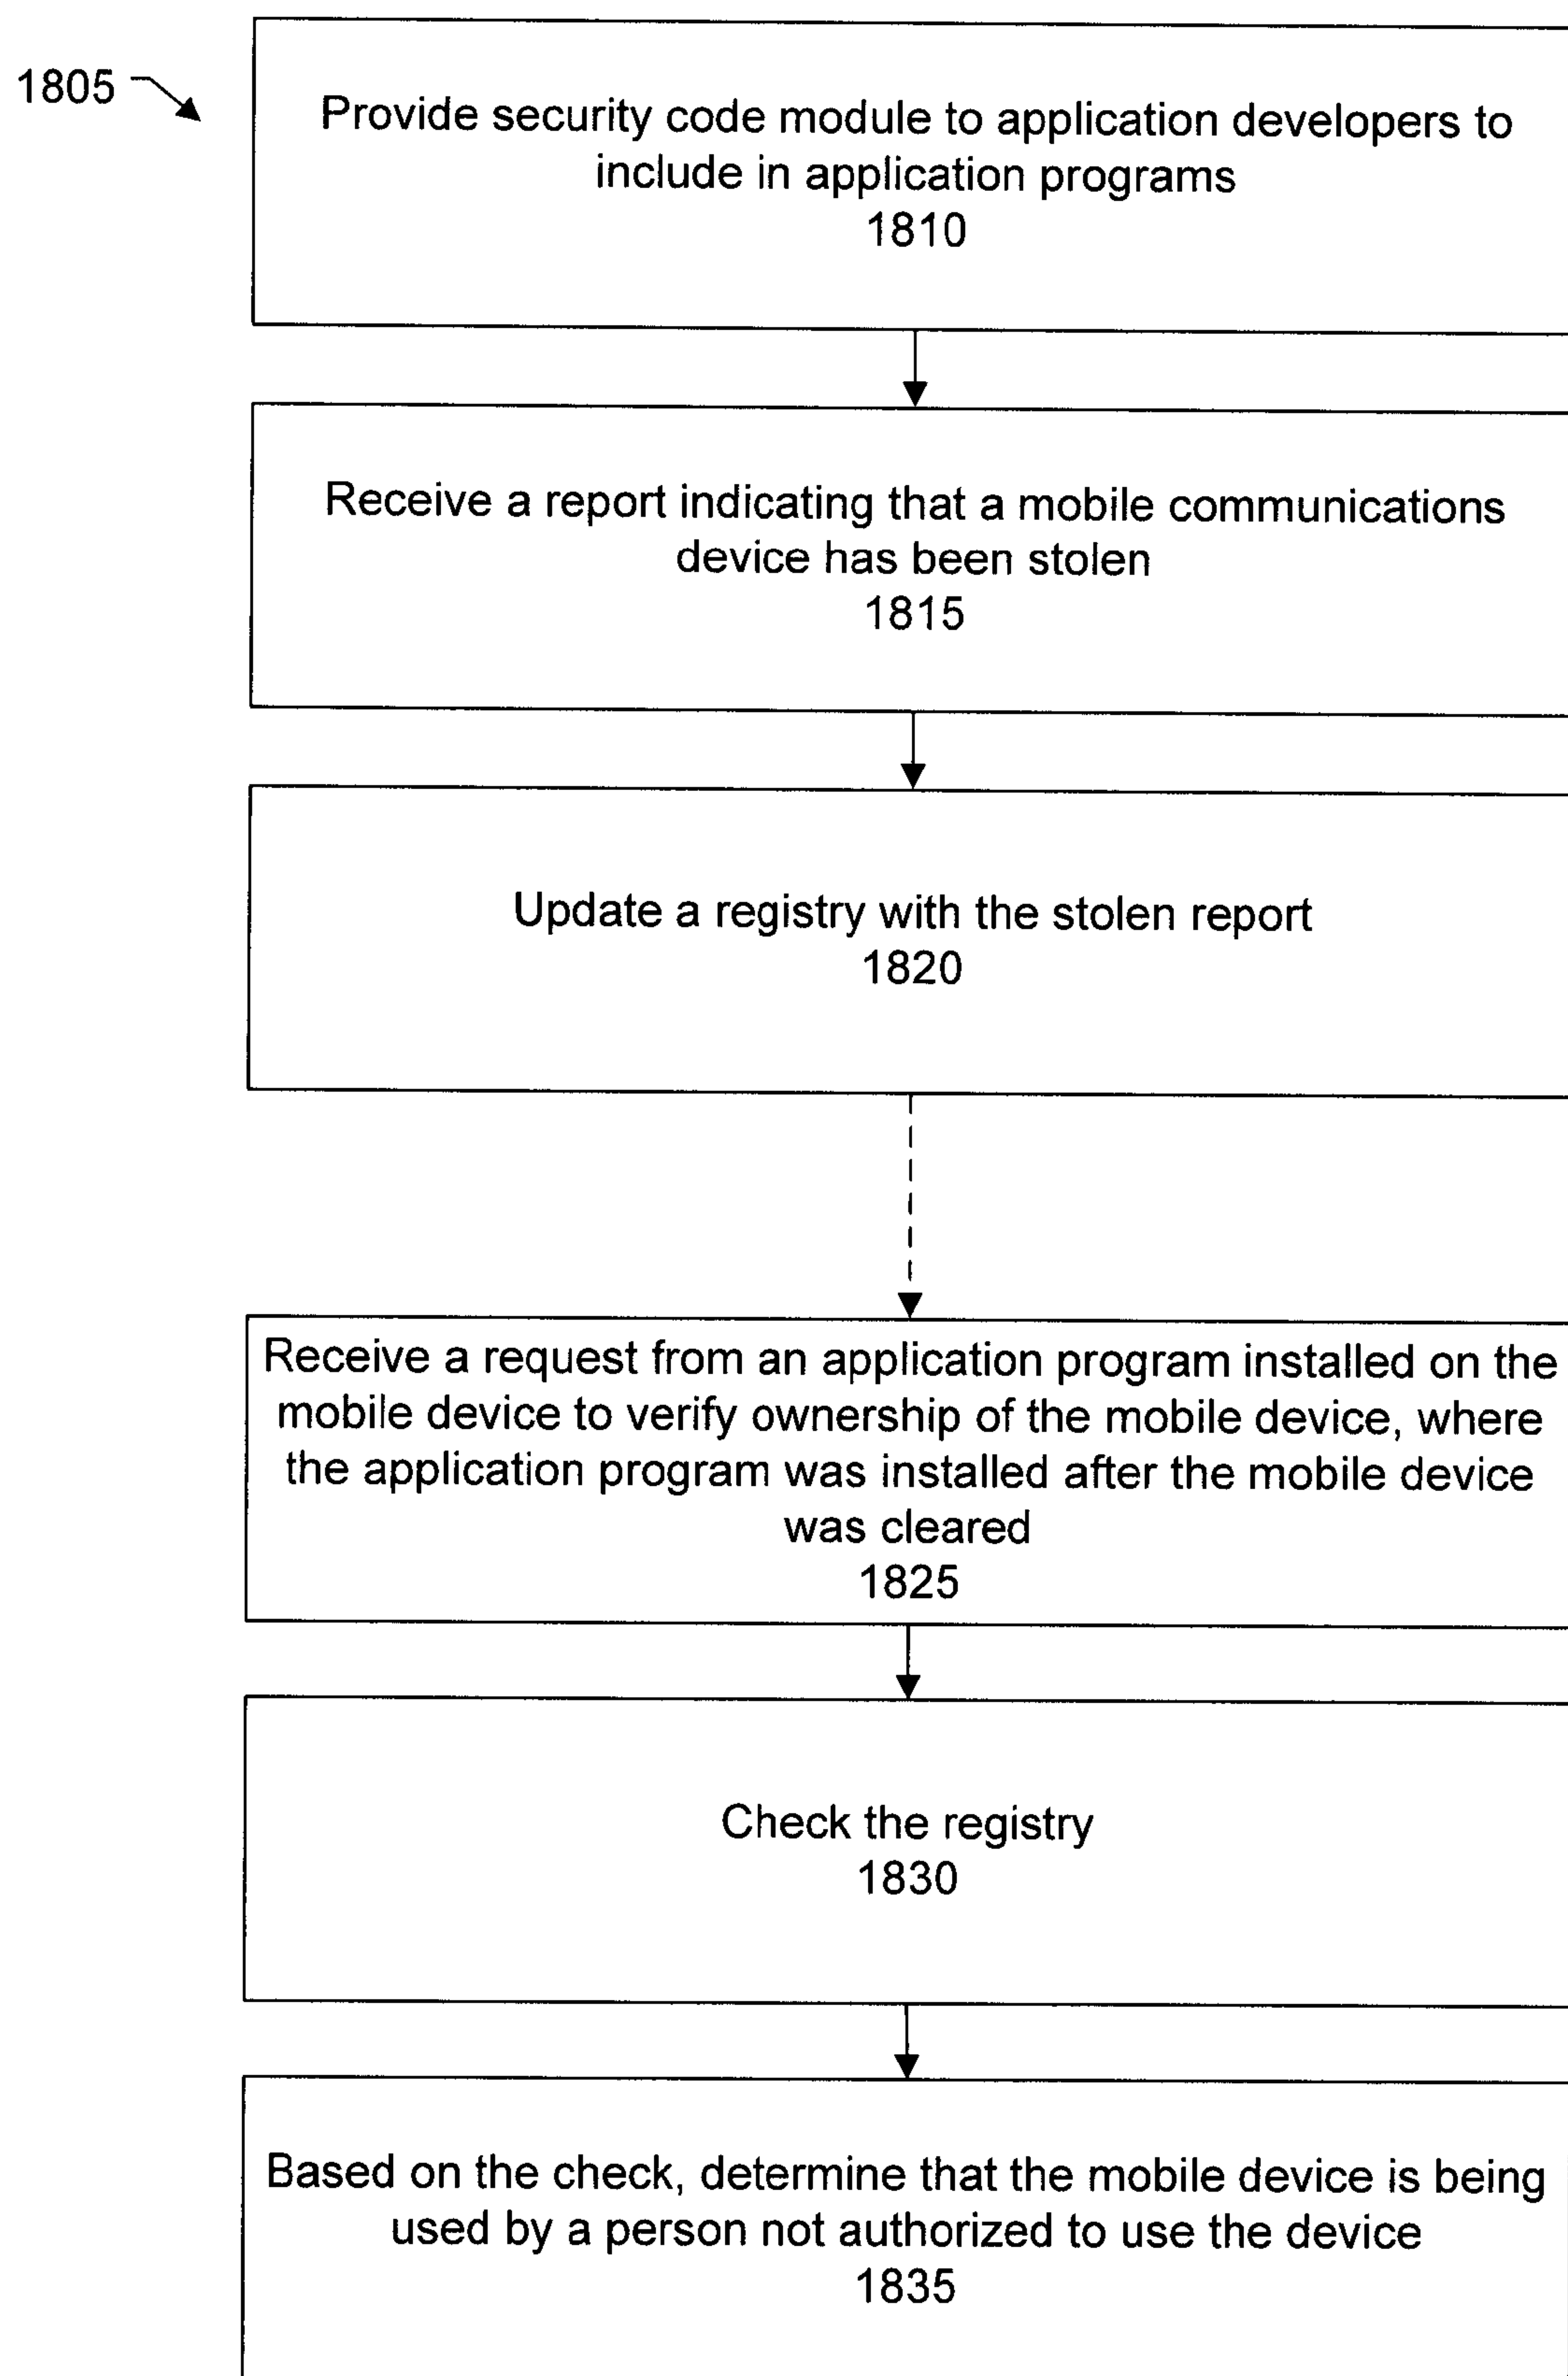 1805
Provide security code module to application developers to
include in application programs
1810
Receive a report indicating that a mobile communications
device has been stolen
1815
Update a registry with the stolen report
1820
Receive a request from an application program installed on the
mobile device to verify ownership of the mobile device, where
the application program was installed after the mobile device
was cleared
1825
Check the registry
1830
Based on the check, determine that the mobile device is being
used by a person not authorized to use the device
1835